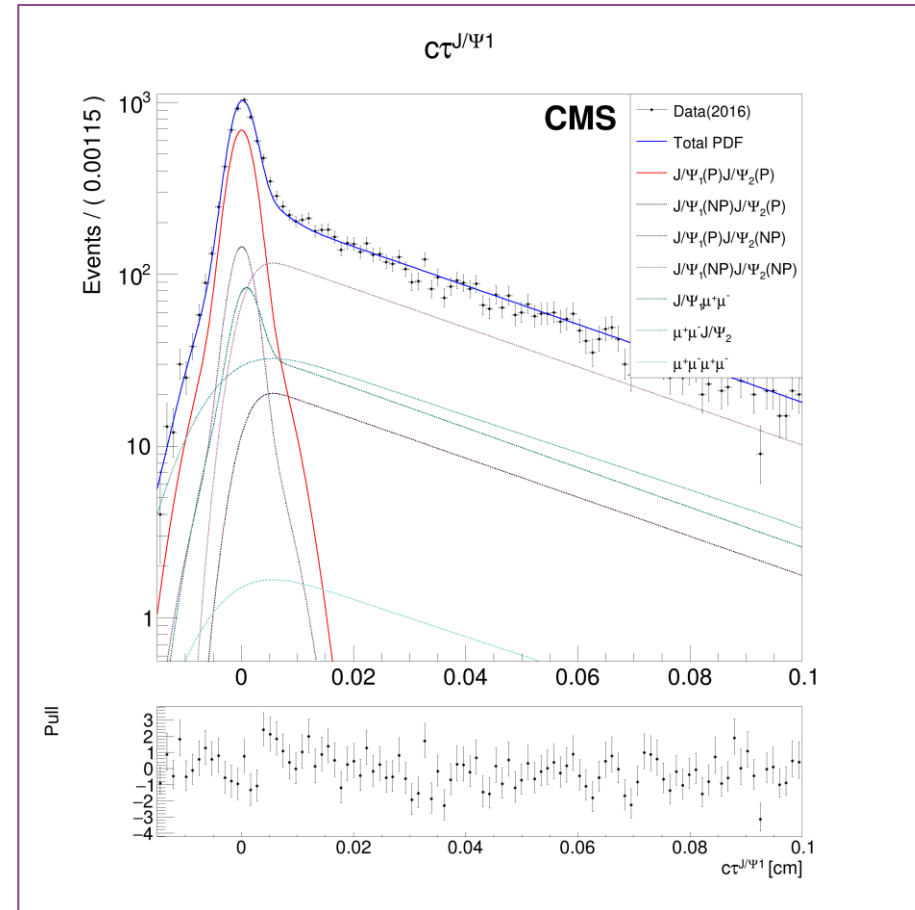 cτ^J/Ψ1
CMS
Events / ( 0.00115 )
10³
10²
10
1
Data(2016)
Total PDF
J/Ψ₁(P)J/Ψ₂(P)
J/Ψ₁(NP)J/Ψ₂(P)
J/Ψ₁(P)J/Ψ₂(NP)
J/Ψ₁(NP)J/Ψ₂(NP)
J/Ψ₁μ⁺μ⁻
μ⁺μ⁻J/Ψ₂
μ⁺μ⁻μ⁺μ⁻
0 0.02 0.04 0.06 0.08 0.1
Pull
3
2
1
0
−1
−2
−3
−4
0 0.02 0.04 0.06 0.08 0.1
cτ^J/Ψ1 [cm]